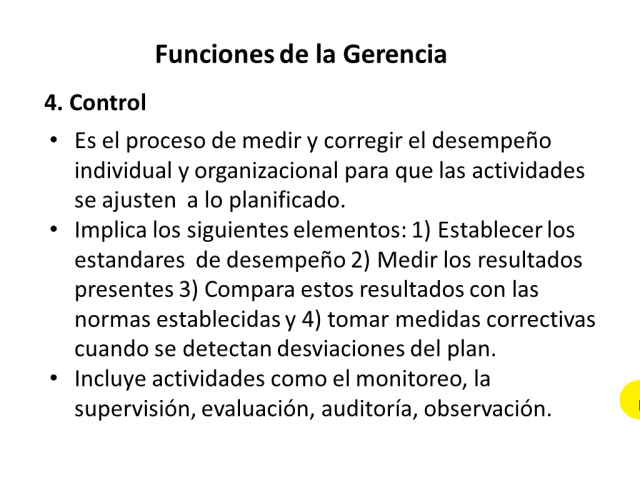 Funciones de la Gerencia
4. Control
• Es el proceso de medir y corregir el desempeño
individual y organizacional para que las actividades
se ajusten a lo planificado.
• Implica los siguientes elementos: 1) Establecer los
estandares de desempeño 2) Medir los resultados
presentes 3) Compara estos resultados con las
normas establecidas y 4) tomar medidas correctivas
cuando se detectan desviaciones del plan.
• Incluye actividades como el monitoreo, la
supervisión, evaluación, auditoría, observación.